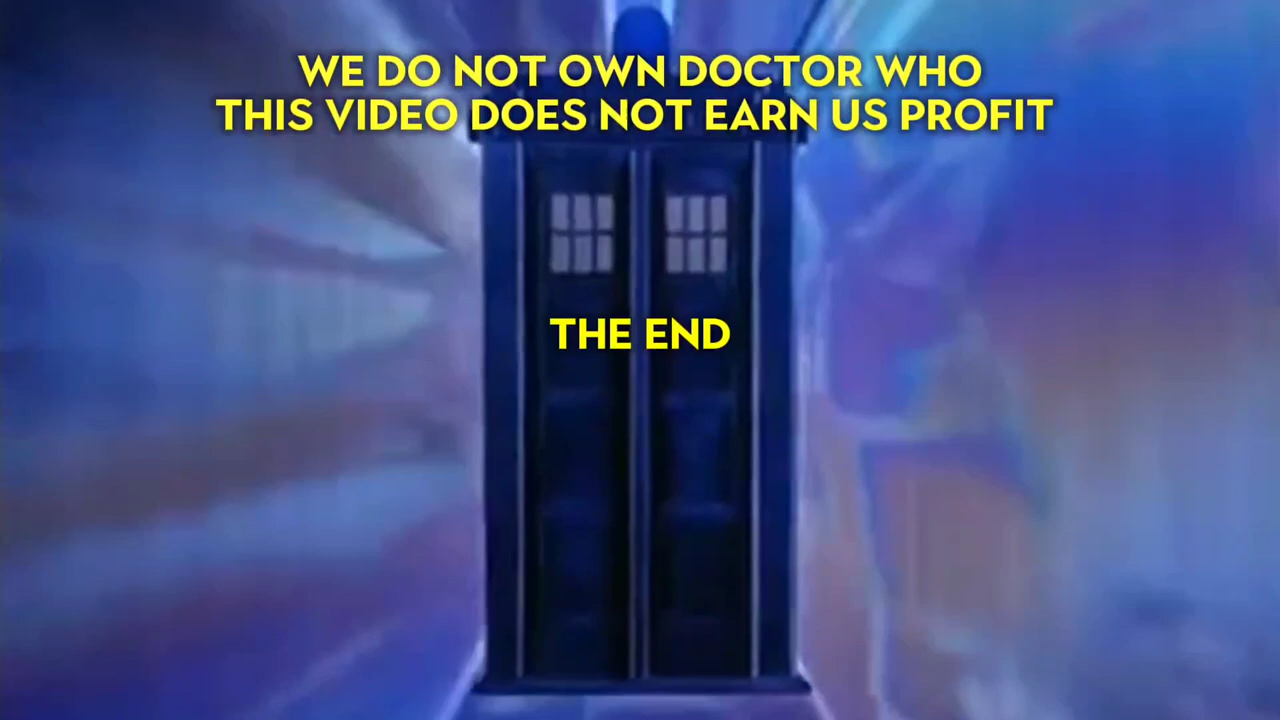 WE DO NOT OWN DOCTOR WHO
THIS VIDEO DOES NOT EARN US PROFIT
THE END